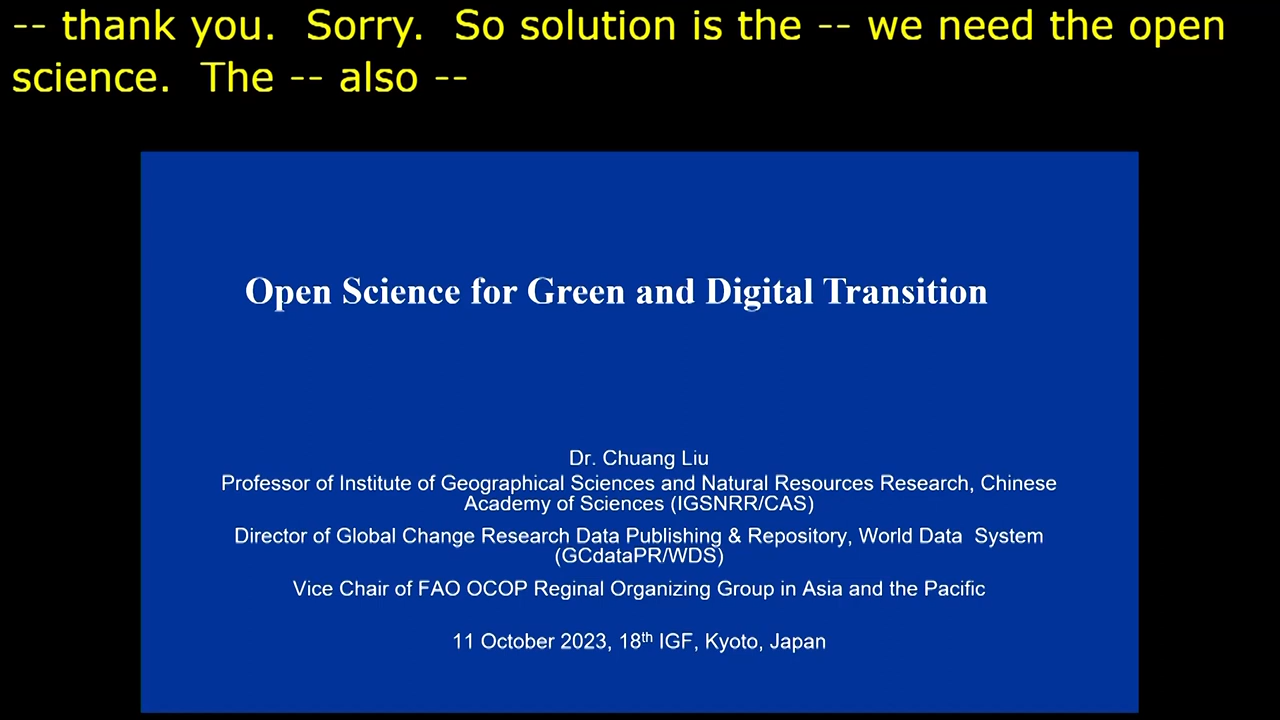 -- thank you.  Sorry.  So solution is the -- we need the open
science.  The -- also --
Open Science for Green and Digital Transition
Dr. Chuang Liu
Professor of Institute of Geographical Sciences and Natural Resources Research, Chinese
Academy of Sciences (IGSNRR/CAS)
Director of Global Change Research Data Publishing & Repository, World Data  System
(GCdataPR/WDS)
Vice Chair of FAO OCOP Reginal Organizing Group in Asia and the Pacific
11 October 2023, 18th IGF, Kyoto, Japan